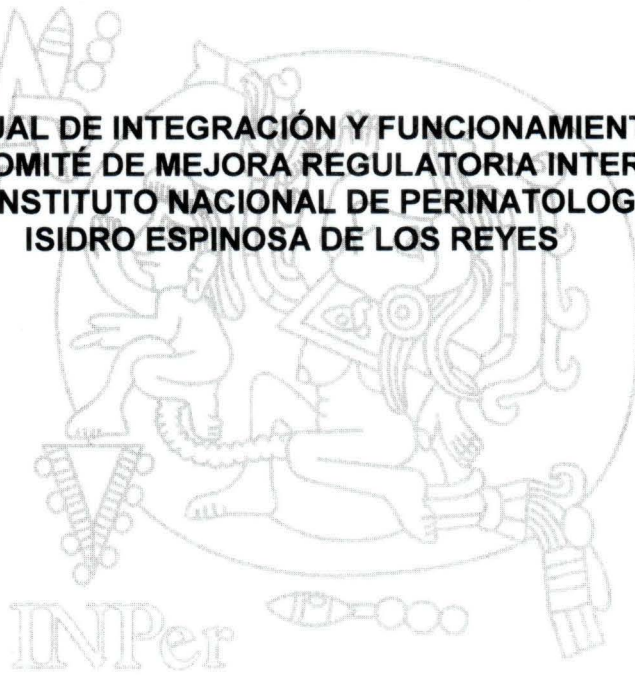 UAL DE INTEGRACIÓN Y FUNCIONAMIENT
OMITÉ DE MEJORA REGULATORIA INTER
NSTITUTO NACIONAL DE PERINATOLOG
ISIDRO ESPINOSA DE LOS REYES
INPer